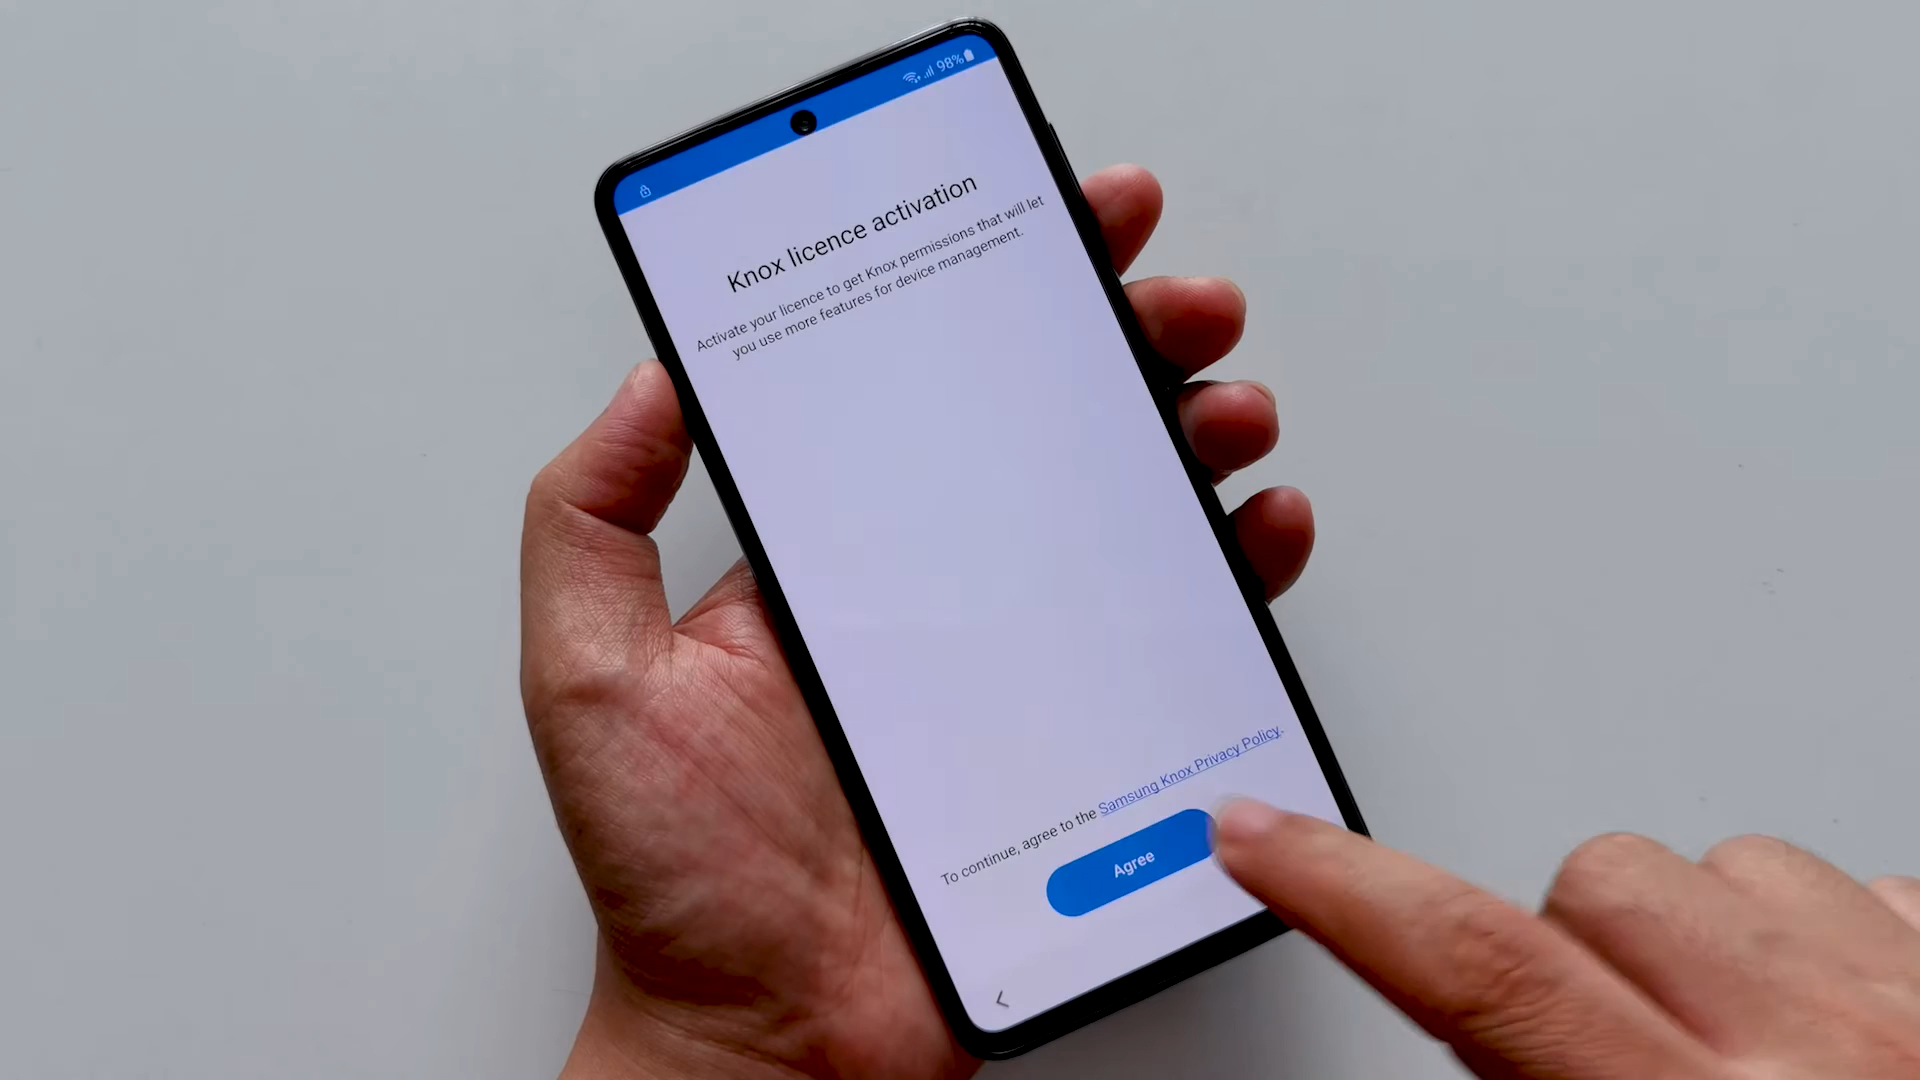 98%
Knox licence activation
Activate your licence to get Knox permissions that will let
you use more features for device management.
To continue, agree to the Samsung Knox Privacy Policy.
Agree